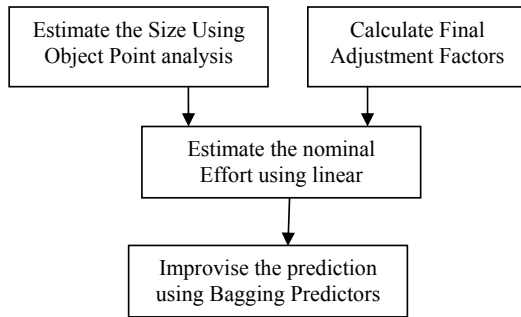 Estimate the Size Using
Object Point analysis
Calculate Final
Adjustment Factors
Estimate the nominal
Effort using linear
Improvise the prediction
using Bagging Predictors